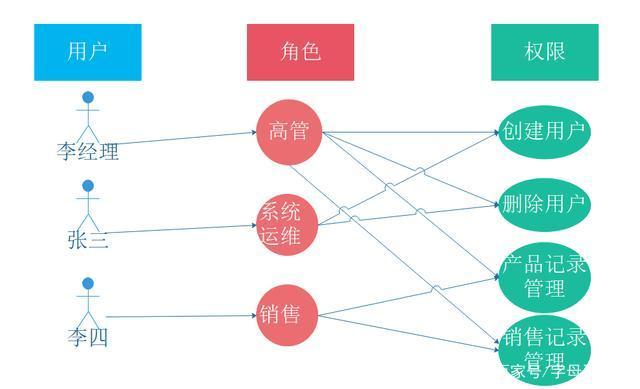 用户
角色
权限
李经理
高管
创建用户
张三
系统
运维
删除用户
产品记录
管理
李四
销售
销售记录
管理
百家号/字母